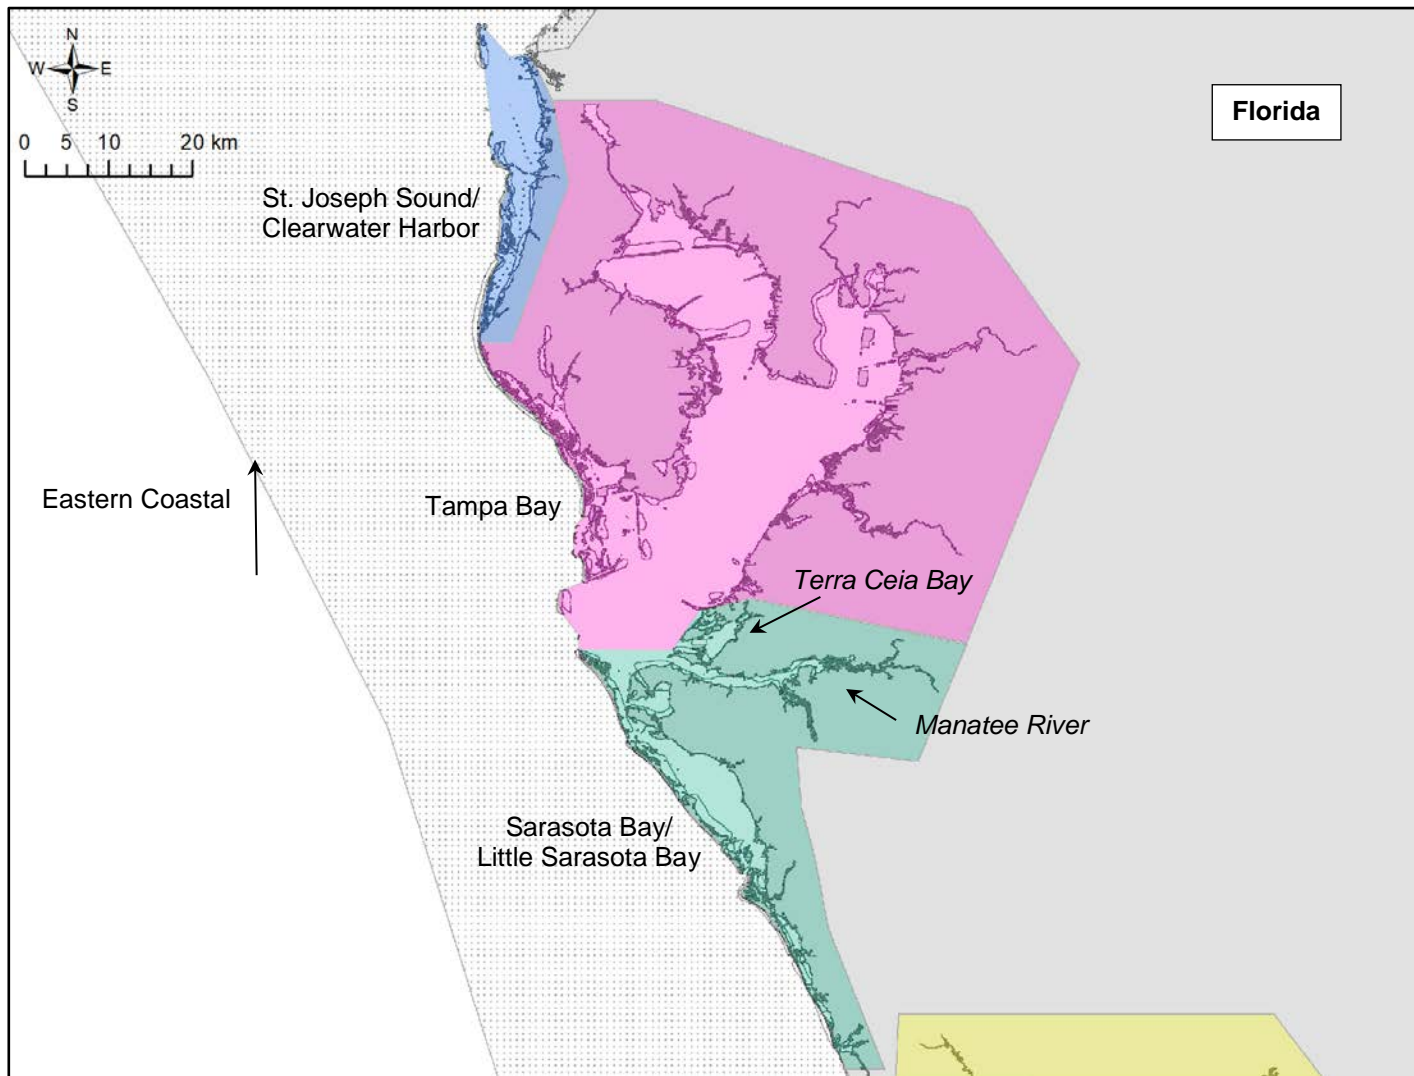 N
W E
S
0 5 10 20 km
Florida
St. Joseph Sound/
Clearwater Harbor
Eastern Coastal
Tampa Bay
Terra Ceia Bay
Manatee River
Sarasota Bay/
Little Sarasota Bay